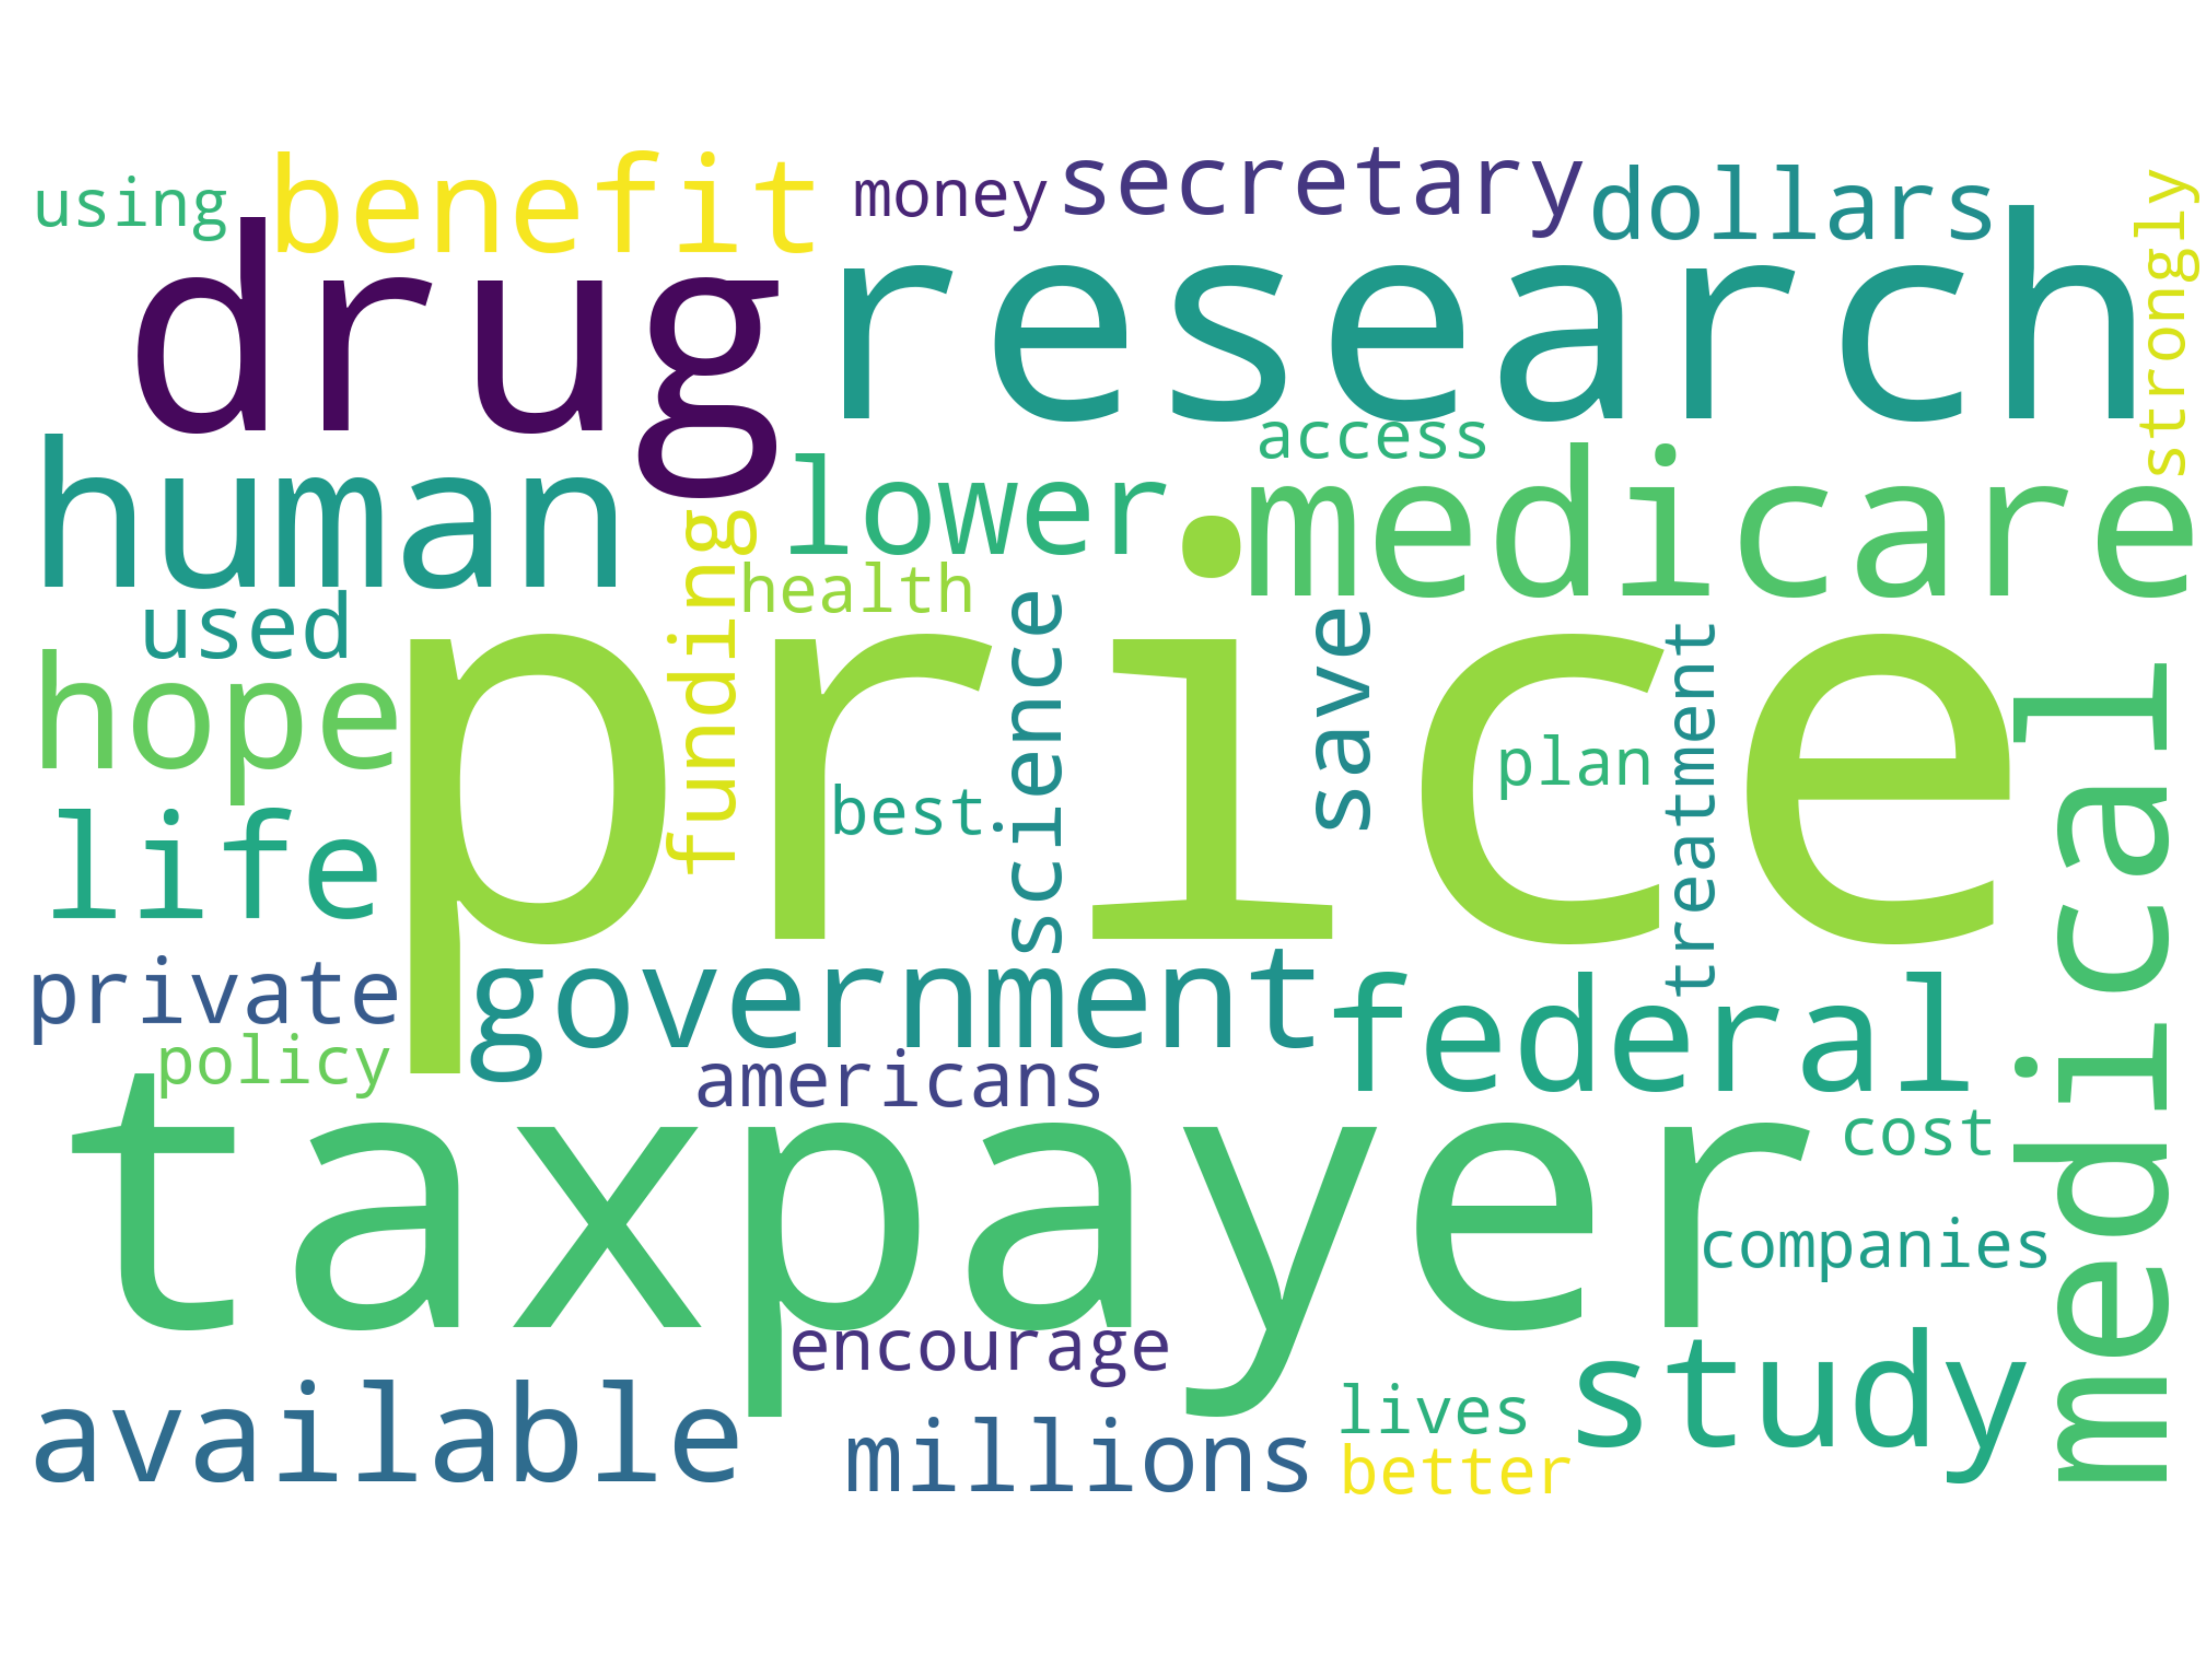 using
benefit
money
secretary
dollars
strongly
drug
research
access
human
lower
medicare
funding
health
used
science
save
treatment
price
hope
plan
best
life
medical
private
government
federal
policy
americans
taxpayer
cost
companies
encourage
study
available
millions
lives
better